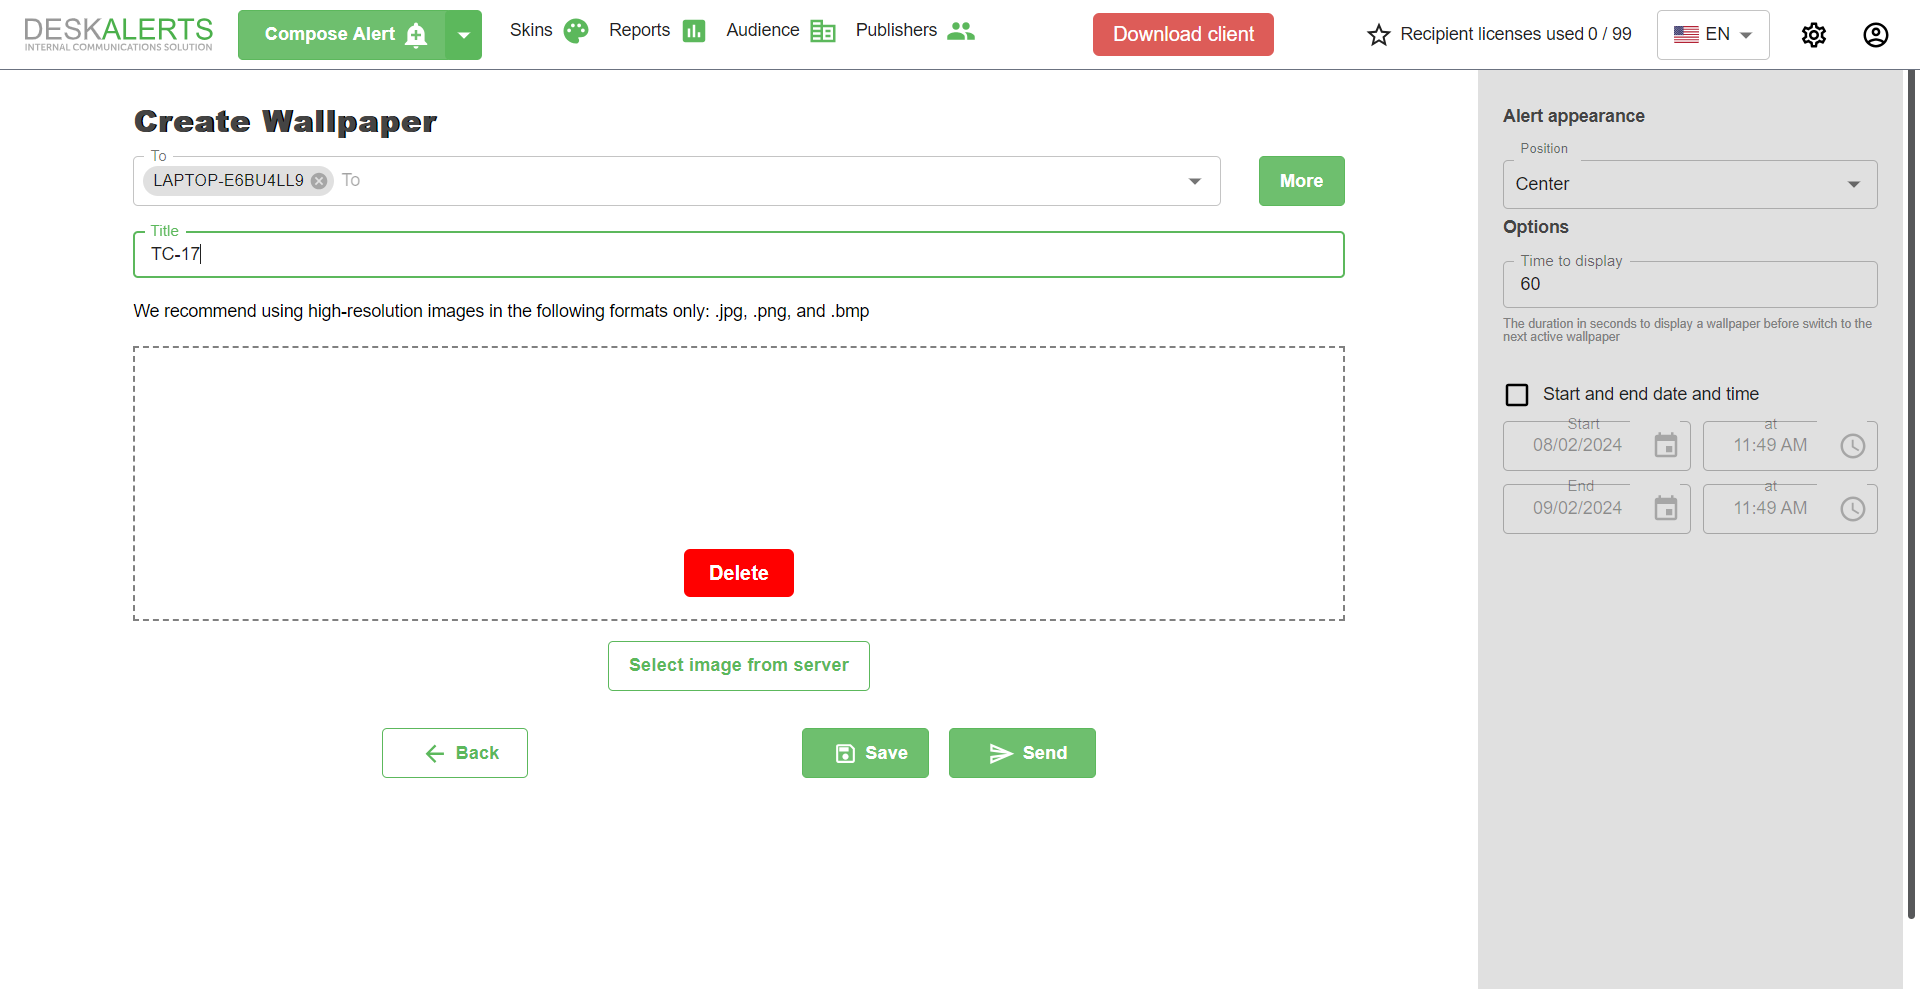 DESKALERTS
INTERNAL COMMUNICATIONS SOLUTION
Compose Alert
Skins
Reports
Audience
Publishers
Download client
Recipient licenses used 0 / 99
EN
Create Wallpaper
To
LAPTOP-E6BU4LL9
To
More
Title
TC-17
We recommend using high-resolution images in the following formats only: .jpg, .png, and .bmp
Delete
Select image from server
Back
Save
Send
Alert appearance
Position
Center
Options
Time to display
60
The duration in seconds to display a wallpaper before switch to the
next active wallpaper
Start and end date and time
Start
08/02/2024
at
11:49 AM
End
09/02/2024
at
11:49 AM